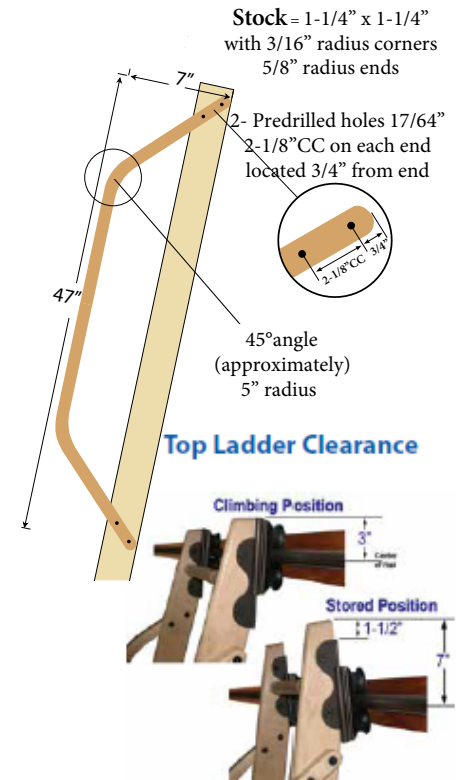 Stock = 1-1/4” x 1-1/4”
with 3/16” radius corners
5/8” radius ends
7”
2- Predrilled holes 17/64”
2-1/8”CC on each end
located 3/4” from end
2-1/8”CC
3/4”
47”
45°angle
(approximately)
5” radius
Top Ladder Clearance
Climbing Position
3"
Center
of Rail
Stored Position
1-1/2"
7"